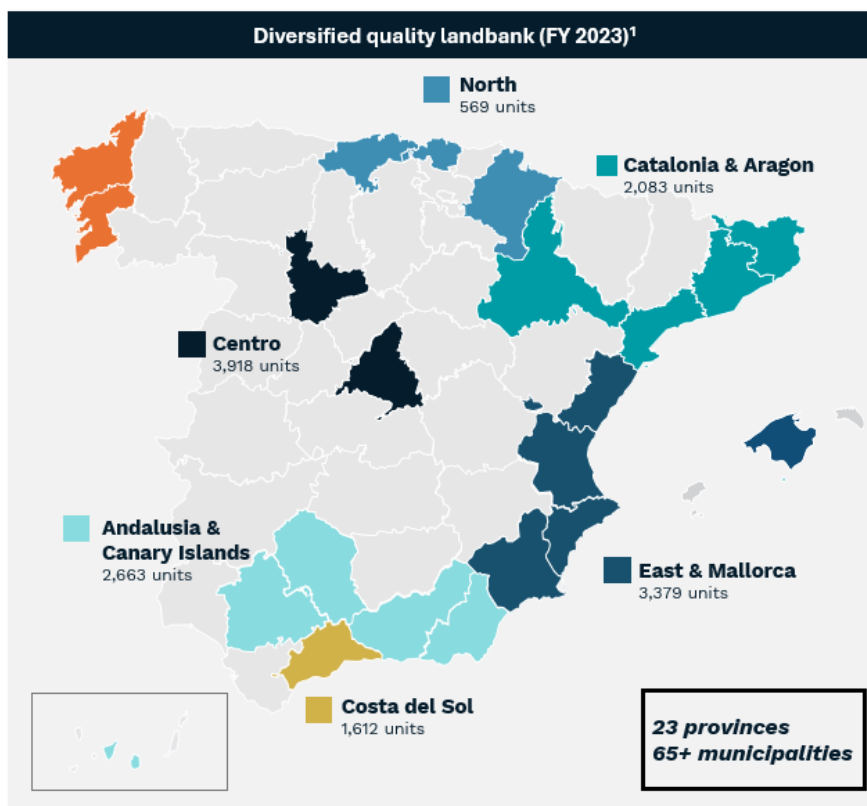 Diversified quality landbank (FY 2023)¹
North
569 units
Catalonia & Aragon
2,083 units
Centro
3,918 units
Andalusia &
Canary Islands
2,663 units
East & Mallorca
3,379 units
Costa del Sol
1,612 units
23 provinces
65+ municipalities